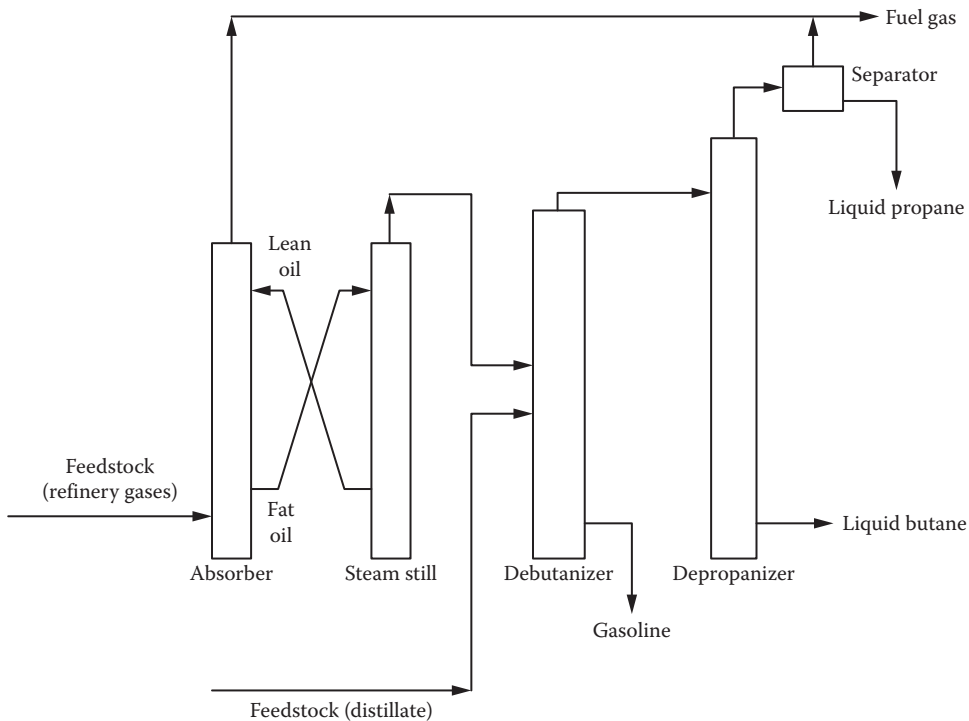 Fuel gas
Separator
Liquid propane
Lean
oil
Feedstock
(refinery gases)
Fat
oil
Liquid butane
Absorber
Steam still
Debutanizer
Depropanizer
Gasoline
Feedstock (distillate)